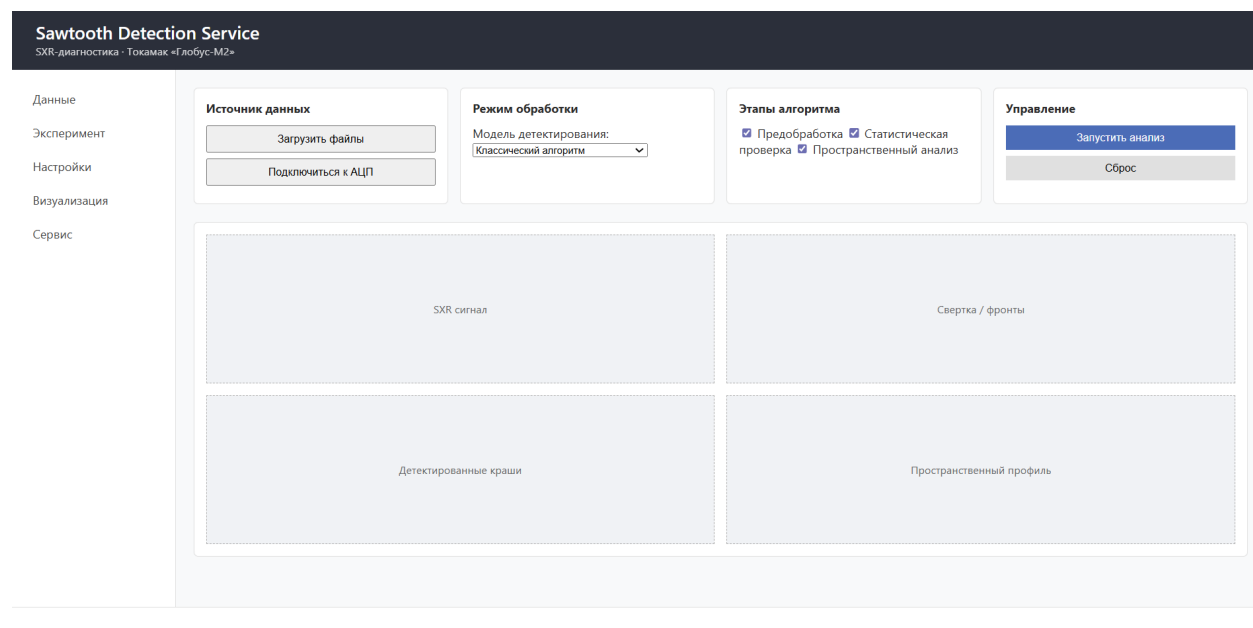 Sawtooth Detection Service
SXR-диагностика · Токамак «Глобус-М2»
Данные
Эксперимент
Настройки
Визуализация
Сервис
Источник данных
Загрузить файлы
Подключиться к АЦП
Режим обработки
Модель детектирования:
Классический алгоритм
Этапы алгоритма
Предобработка Статистическая
проверка Пространственный анализ
Управление
Запустить анализ
Сброс
SXR сигнал
Свертка / фронты
Детектированные краши
Пространственный профиль